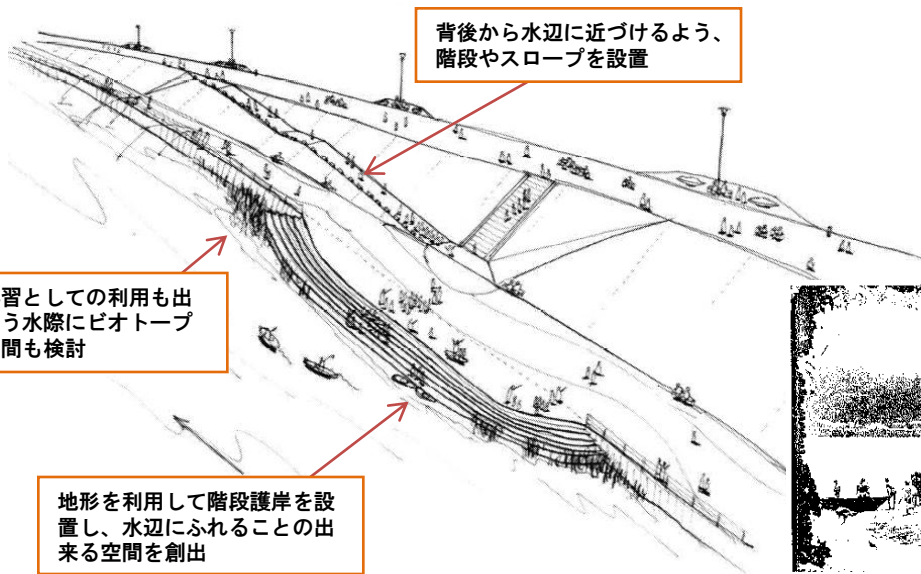 背後から水辺に近づけるよう、
階段やスロープを設置
習としての利用も出
う水際にビオトープ
間も検討
地形を利用して階段護岸を設
置し、水辺にふれることの出
来る空間を創出